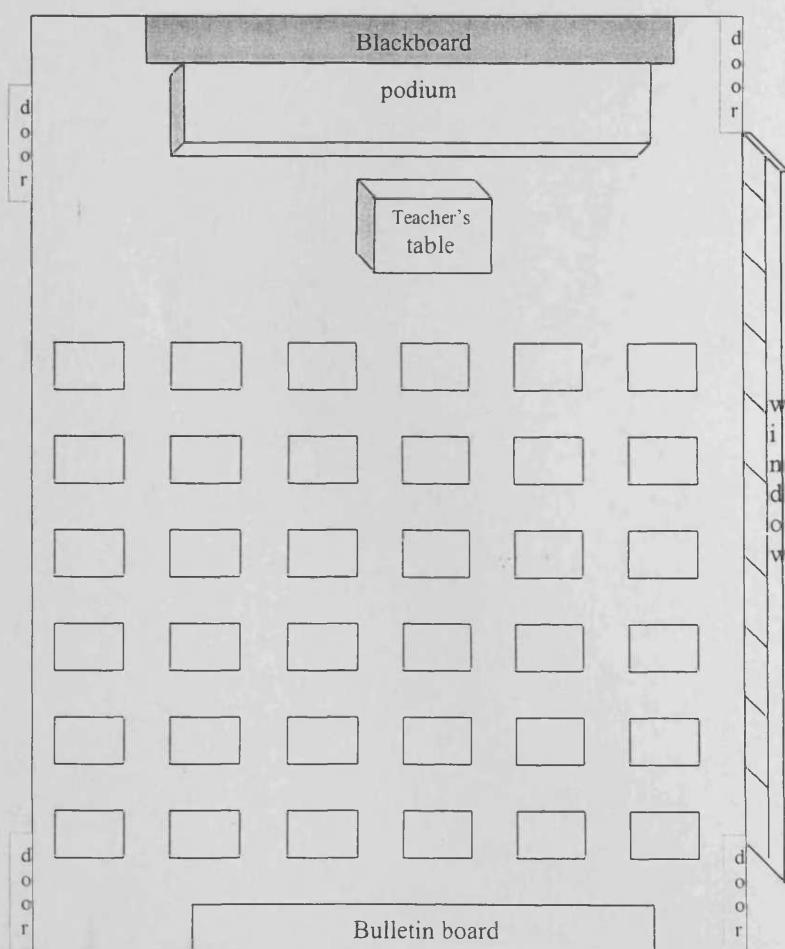 Blackboard
door
podium
door
Teacher's
table
window
door
door
Bulletin board